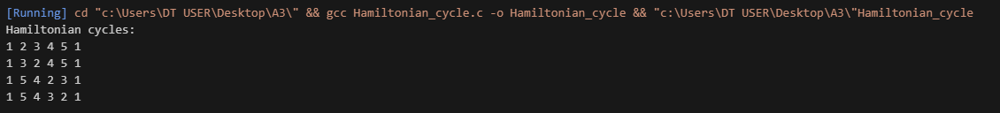 [Running] cd "c:\Users\DT USER\Desktop\A3\" && gcc Hamiltonian_cycle.c -o Hamiltonian_cycle && "c:\Users\DT USER\Desktop\A3\"Hamiltonian_cycle
Hamiltonian cycles:
1 2 3 4 5 1
1 3 2 4 5 1
1 5 4 2 3 1
1 5 4 3 2 1